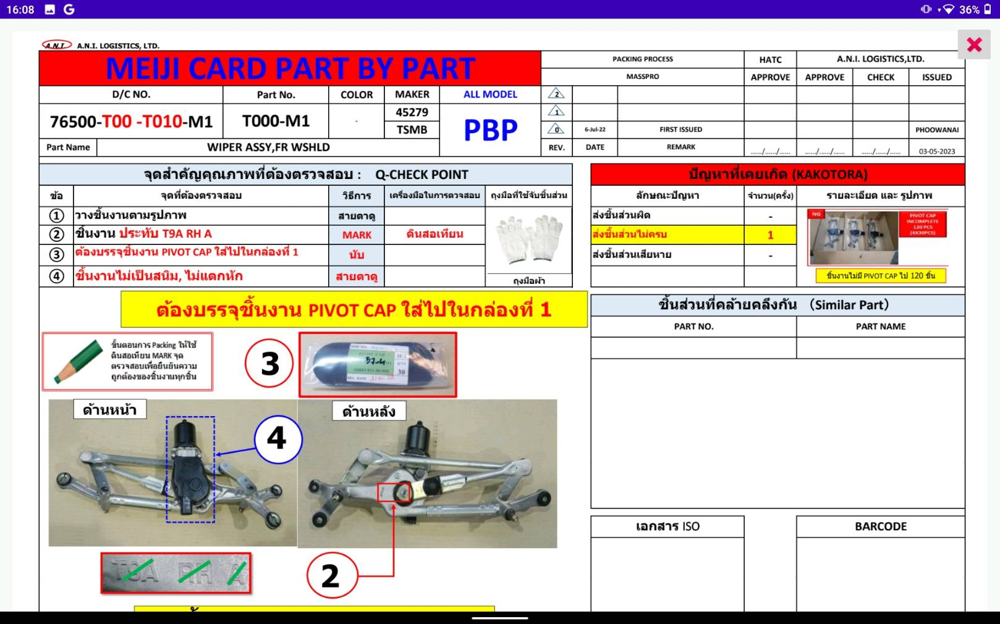 16:08
G
36%
A.N.I. A.N.I. LOGISTICS, LTD.
MEIJI CARD PART BY PART
PACKING PROCESS
HATC
A.N.I. LOGISTICS,LTD.
MASSPRO
APPROVE
APPROVE
CHECK
ISSUED
D/C NO.
Part No.
COLOR
MAKER
ALL MODEL
2
76500-T00 -T010-M1
T000-M1
-
45279
PBP
1
TSMB
0
6-Jul-22
FIRST ISSUED
PHOOWANAI
Part Name
WIPER ASSY,FR WSHLD
REV.
DATE
REMARK
....../....../......
....../....../......
....../....../......
03-05-2023
จุดสำคัญคุณภาพที่ต้องตรวจสอบ : Q-CHECK POINT
ข้อ
จุดที่ต้องตรวจสอบ
วิธีการ
เครื่องมือในการตวจสอบ
ถุงมือที่ใช้จับชิ้นส่วน
1
วางชิ้นงานตามรูปภาพ
สายตาดู
2
ชิ้นงาน ประทับ T9A RH A
MARK
ดินสอเทียน
3
ต้องบรรจุชิ้นงาน PIVOT CAP ใส่ไปในกล่องที่ 1
นับ
4
ชิ้นงานไม่เป็นสนิม, ไม่แตกหัก
สายตาดู
ถุงมือผ้า
ปัญหาที่เคยเกิด (KAKOTORA)
ลักษณะปัญหา
จำนวน(ครั้ง)
รายละเอียด และ รูปภาพ
ส่งชิ้นส่วนผิด
-
ส่งชิ้นส่วนไม่ครบ
1
ส่งชิ้นส่วนเสียหาย
-
NG
PIVOT CAP
INCOMPLETE
120 PCS
(4X30PCS)
ชิ้นงานไม่มี PIVOT CAP ไป 120 ชิ้น
ต้องบรรจุชิ้นงาน PIVOT CAP ใส่ไปในกล่องที่ 1
ชิ้นส่วนที่คล้ายคลึงกัน (Similar Part)
PART NO.
PART NAME
ขั้นตอนการ Packing ให้ใช้
ดินสอเทียน MARK จุด
ตรวจสอบเพื่อยืนยันความ
ถูกต้องของชิ้นงานทุกชิ้น
3
PIVOT CAP
30
ด้านหน้า
4
ด้านหลัง
2
T9A RH A
เอกสาร ISO
BARCODE